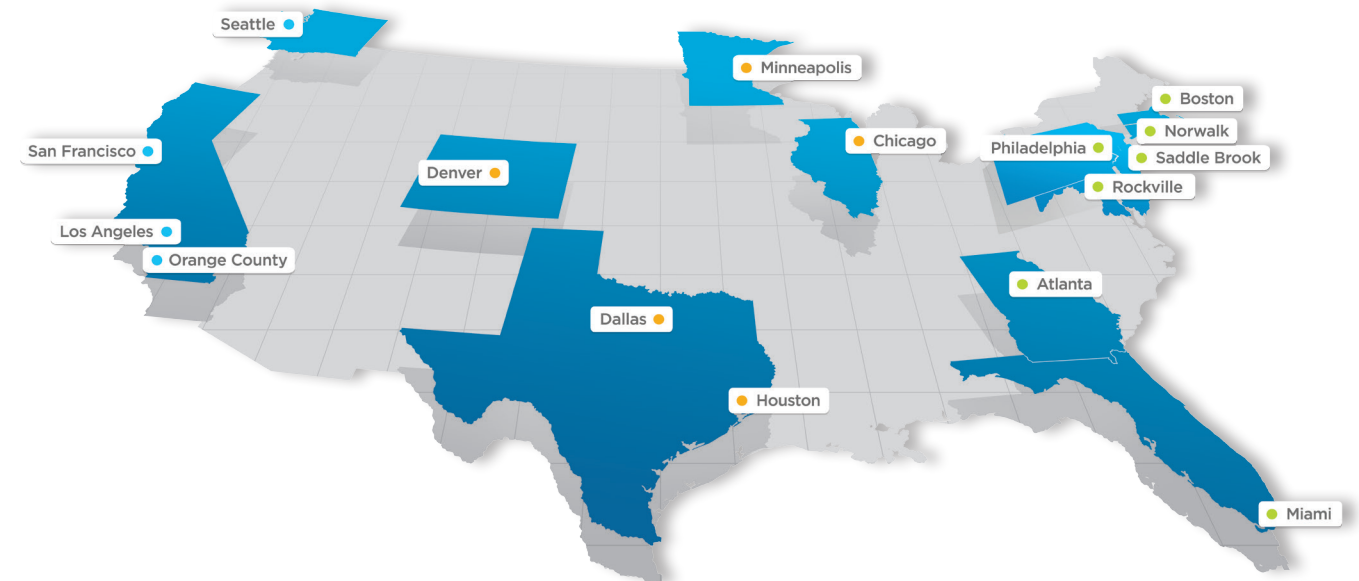 Seattle
Minneapolis
Boston
Norwalk
Chicago
Philadelphia
San Francisco
Saddle Brook
Denver
Rockville
Los Angeles
Orange County
Atlanta
Dallas
Houston
Miami